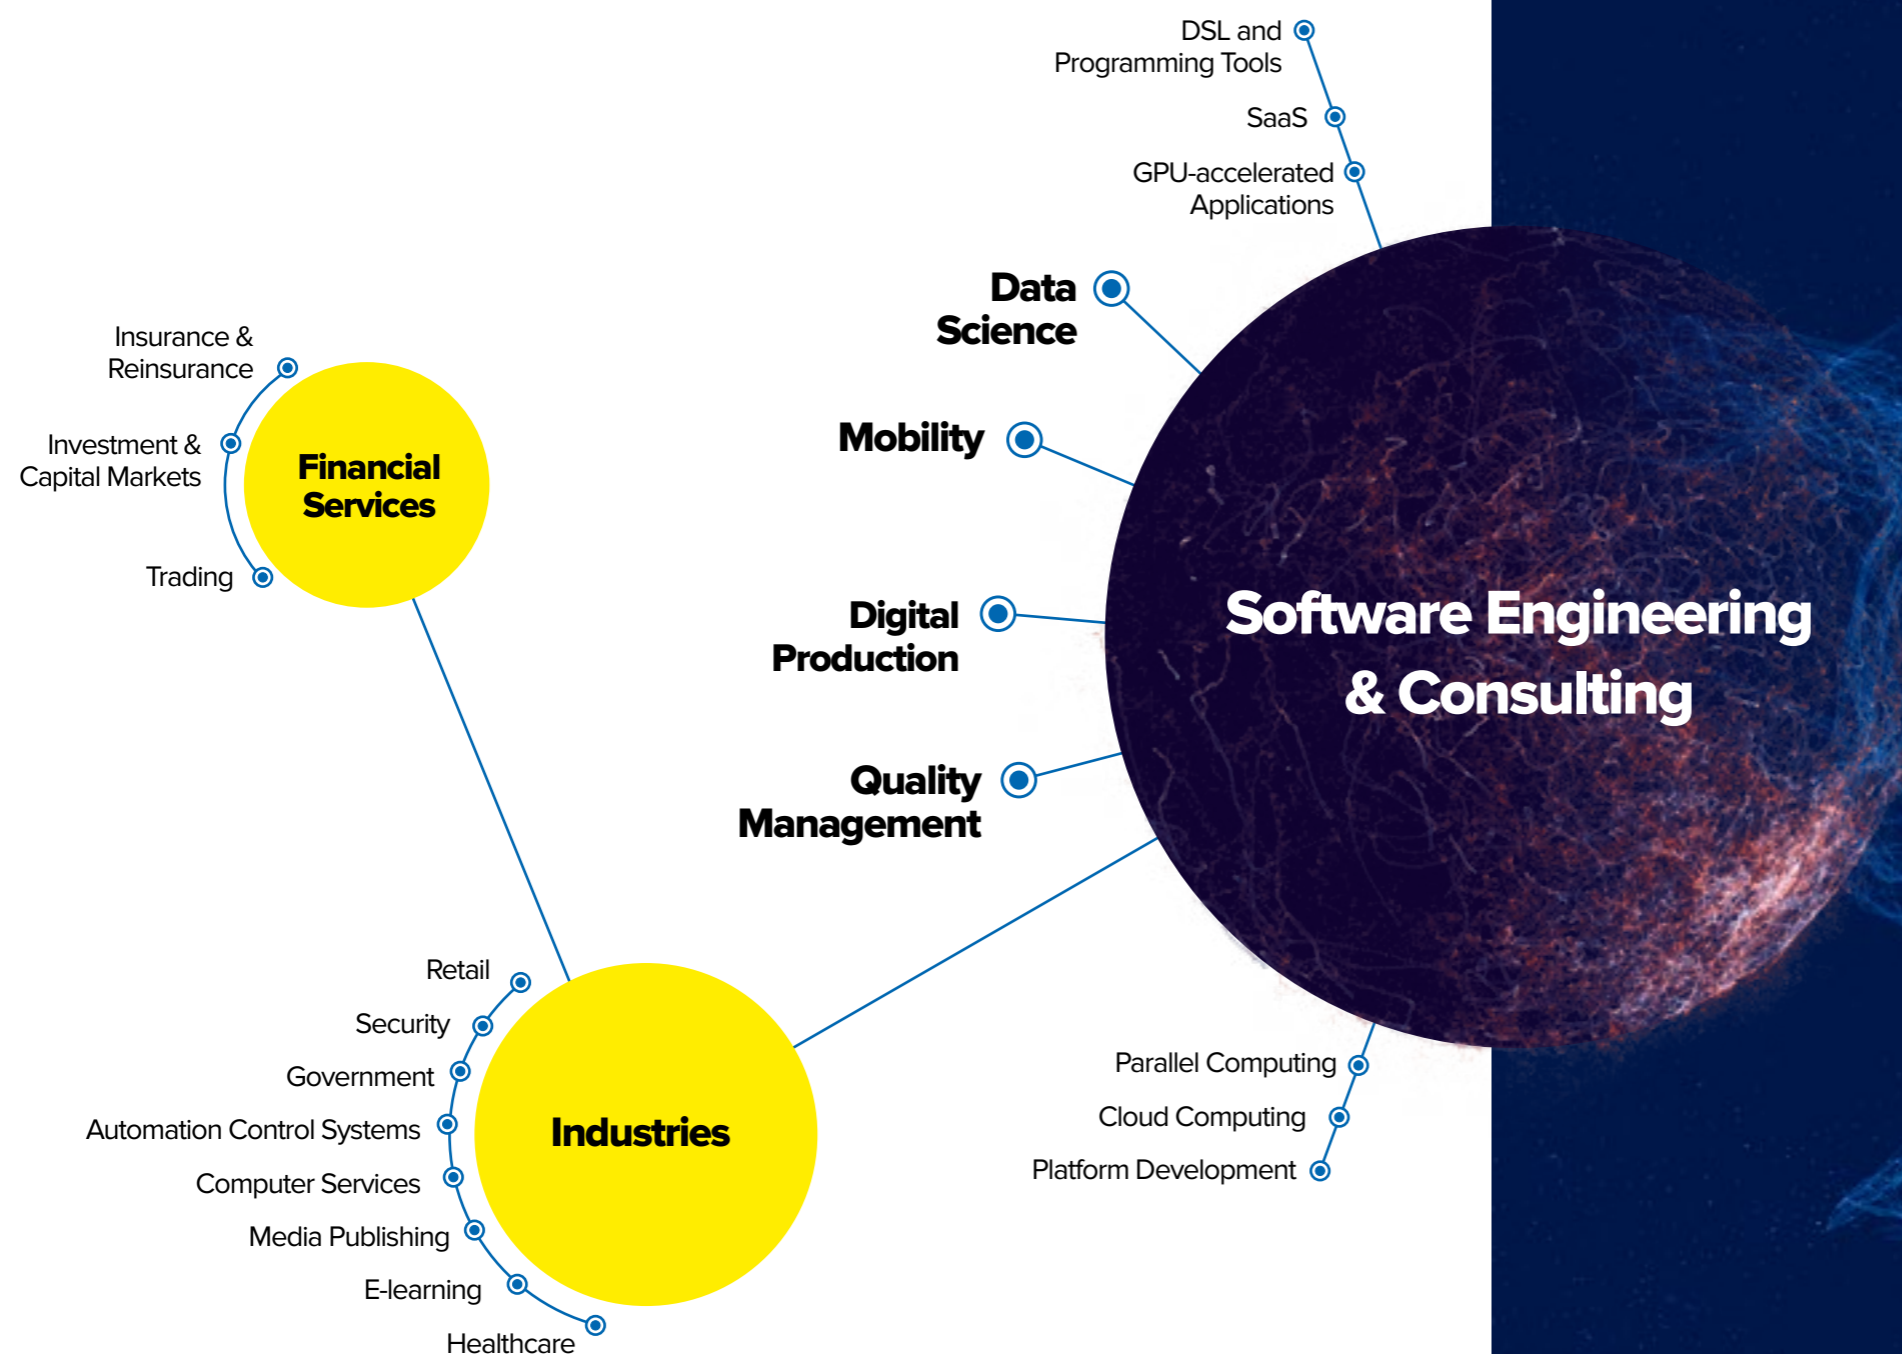 DSL and
Programming Tools
SaaS
GPU-accelerated
Applications
Data
Science
Mobility
Digital
Production
Quality
Management
Software Engineering
& Consulting
Insurance &
Reinsurance
Investment &
Capital Markets
Trading
Financial
Services
Retail
Security
Government
Automation Control Systems
Computer Services
Media Publishing
E-learning
Healthcare
Industries
Parallel Computing
Cloud Computing
Platform Development